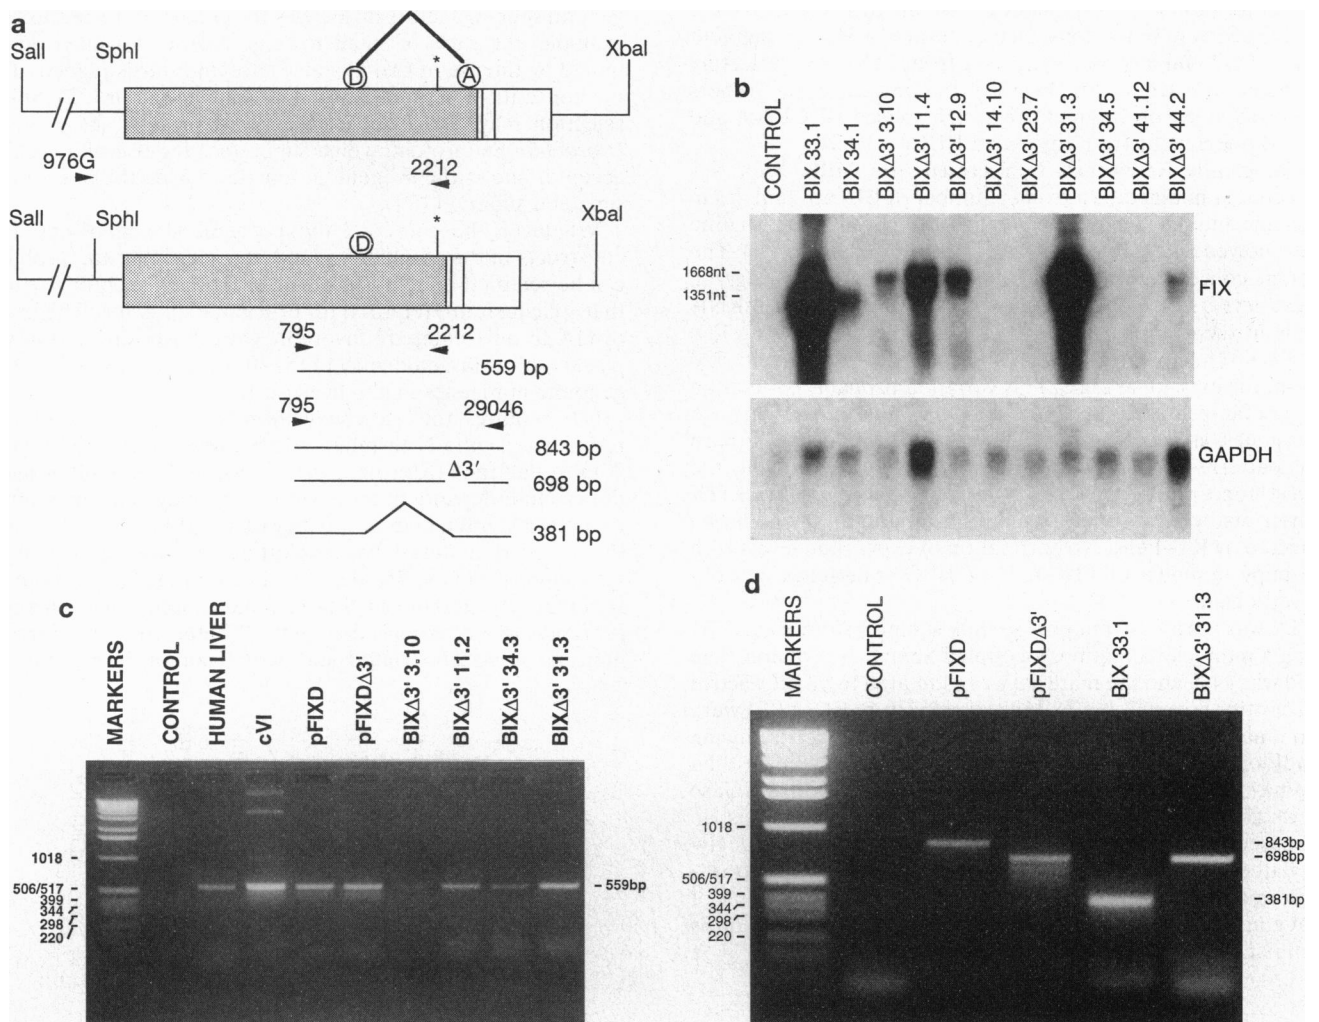 a
SalI SphI D * A XbaI
976G 2212
SalI SphI D * XbaI
795 2212
559 bp
795 29046
843 bp
Δ3'
698 bp
381 bp
b
CONTROL
BIX 33.1
BIX 34.1
BIXΔ3' 3.10
BIXΔ3' 11.4
BIXΔ3' 12.9
BIXΔ3' 14.10
BIXΔ3' 23.7
BIXΔ3' 31.3
BIXΔ3' 34.5
BIXΔ3' 41.12
BIXΔ3' 44.2
1668nt
1351nt
FIX
GAPDH
c
MARKERS
CONTROL
HUMAN LIVER
cVI
pFIXD
pFIXDΔ3'
BIXΔ3' 3.10
BIXΔ3' 11.2
BIXΔ3' 34.3
BIXΔ3' 31.3
1018
506/517
399
344
298
220
559bp
d
MARKERS
CONTROL
pFIXD
pFIXDΔ3'
BIX 33.1
BIXΔ3' 31.3
1018
506/517
399
344
298
220
843bp
698bp
381bp